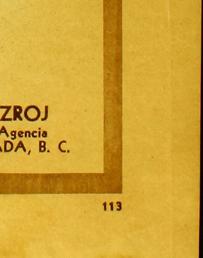 ZROJ
Agencia
ADA, B. C.
113